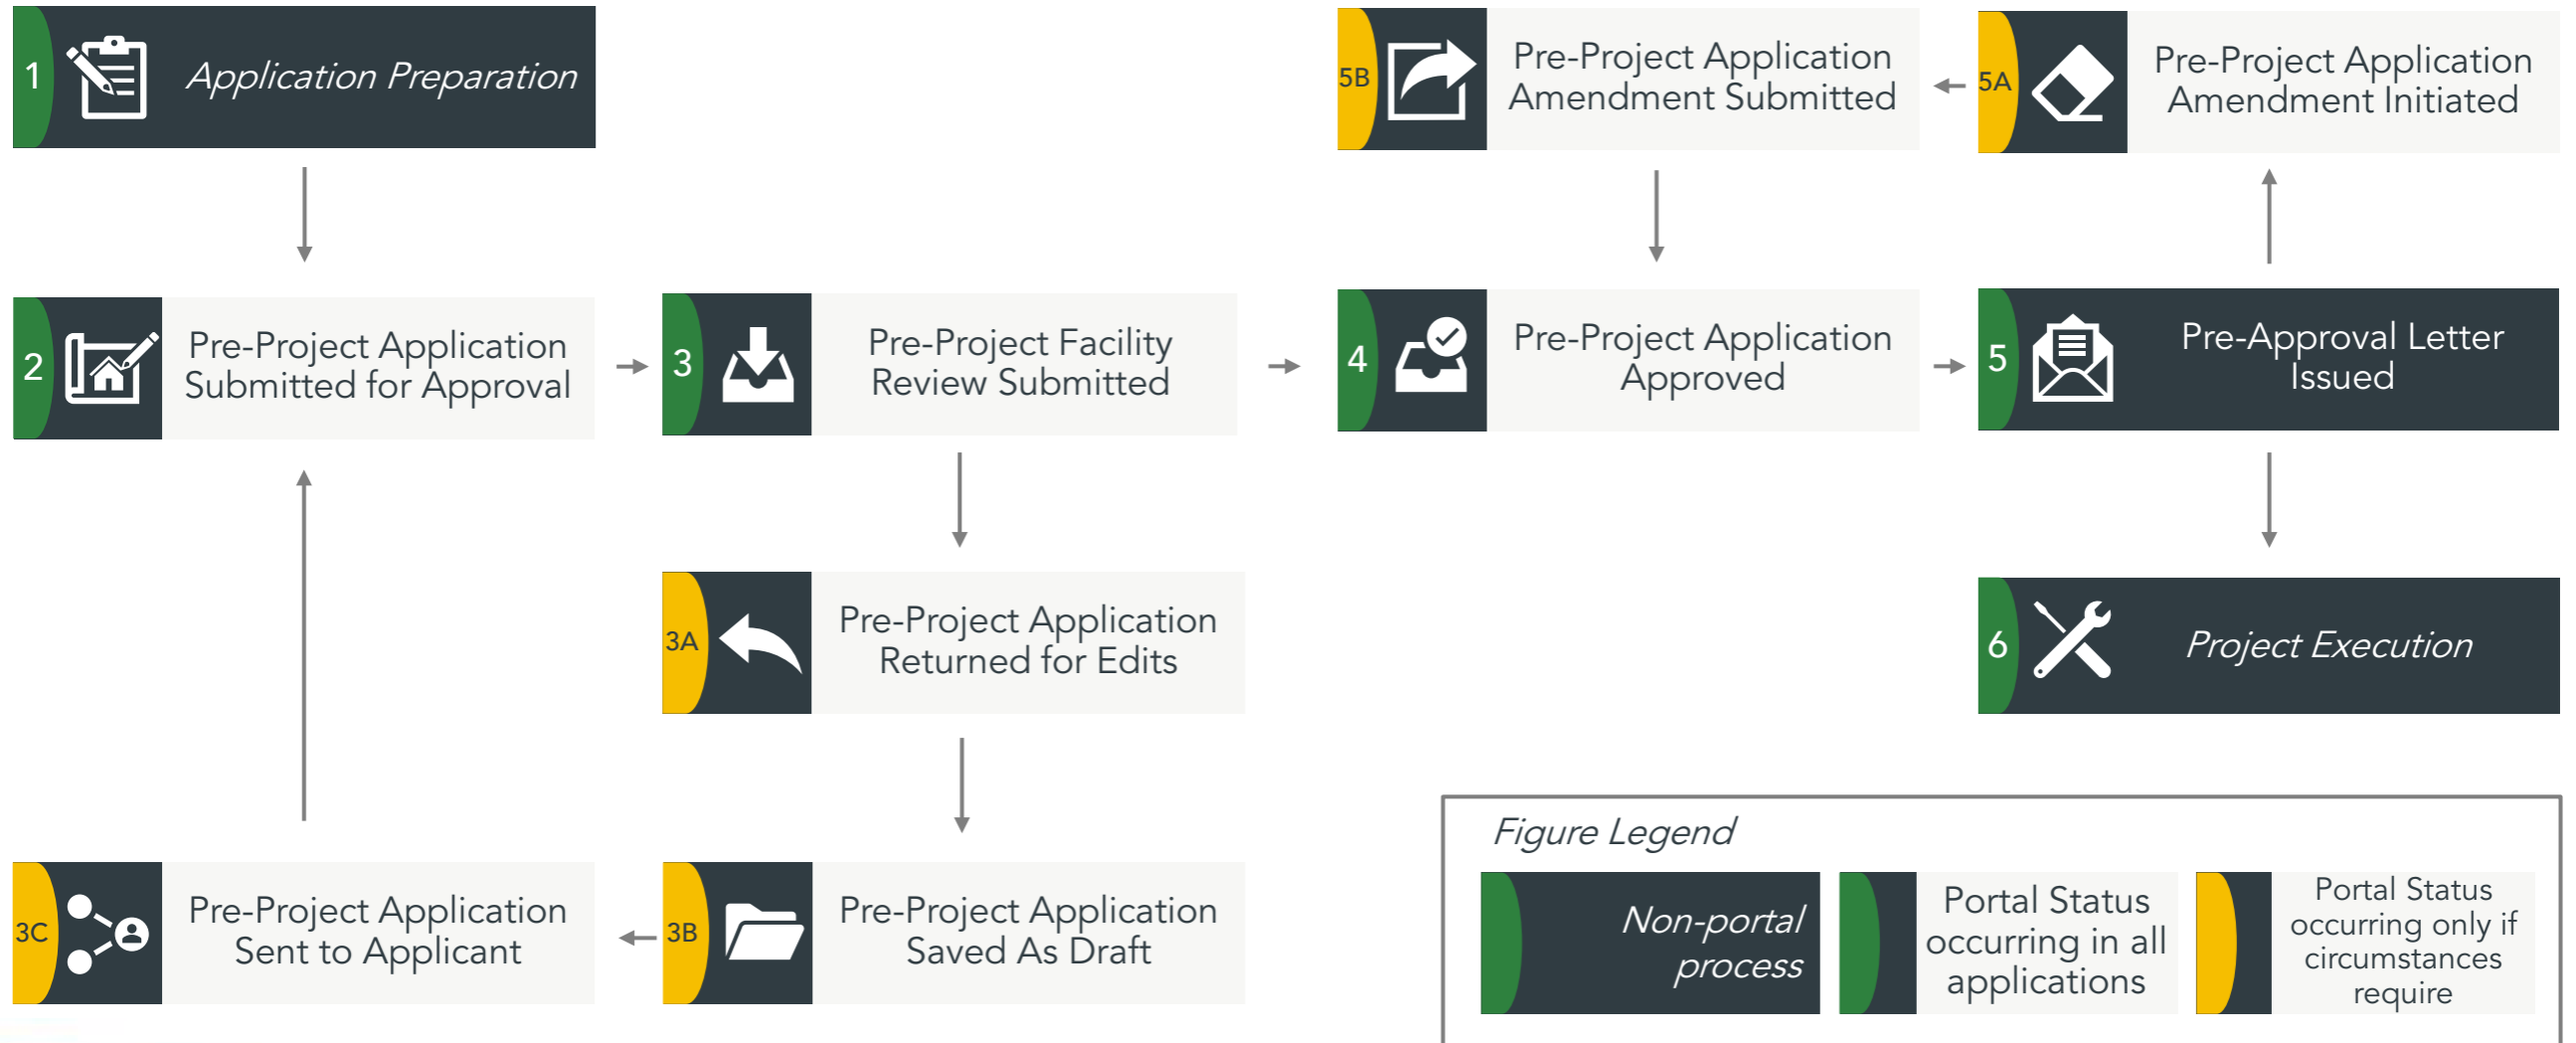 1
Application Preparation
5B
Pre-Project Application
Amendment Submitted
5A
Pre-Project Application
Amendment Initiated
2
Pre-Project Application
Submitted for Approval
3
Pre-Project Facility
Review Submitted
4
Pre-Project Application
Approved
5
Pre-Approval Letter
Issued
3A
Pre-Project Application
Returned for Edits
6
Project Execution
3C
Pre-Project Application
Sent to Applicant
3B
Pre-Project Application
Saved As Draft
Figure Legend
Non-portal
process
Portal Status
occurring in all
applications
Portal Status
occurring only if
circumstances
require